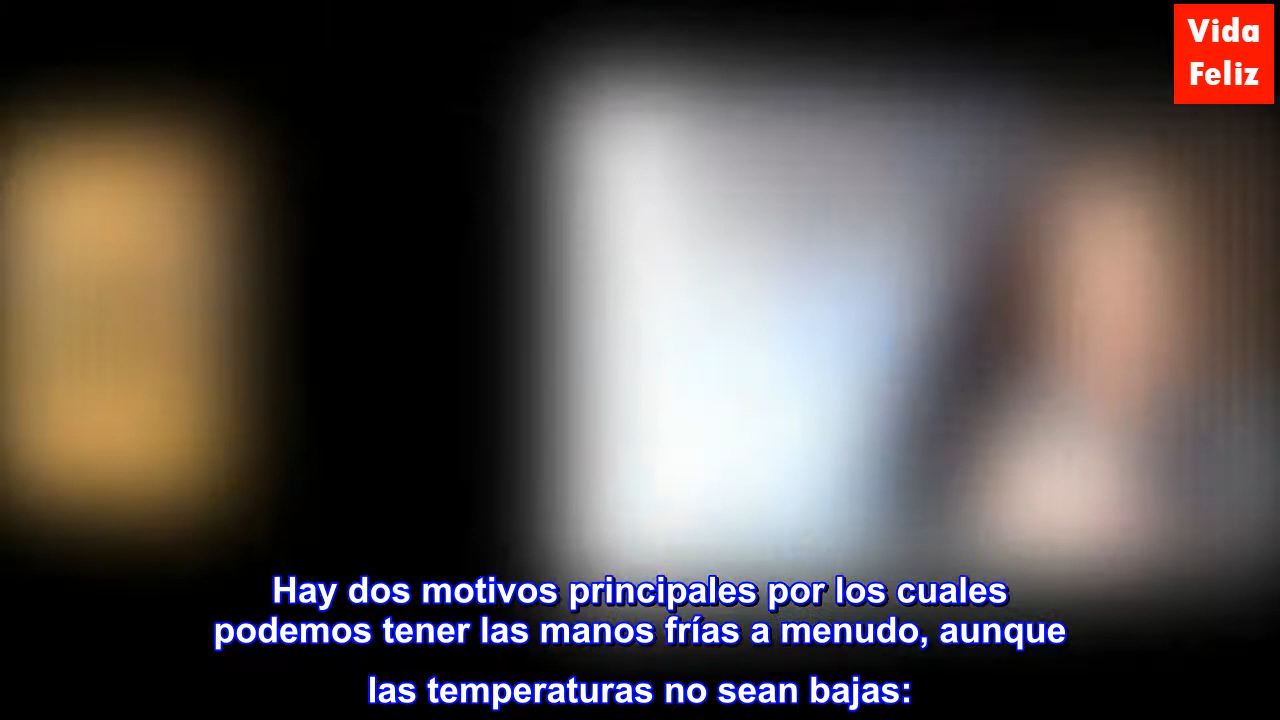 Vida
Feliz
Hay dos motivos principales por los cuales
podemos tener las manos frías a menudo, aunque
las temperaturas no sean bajas: